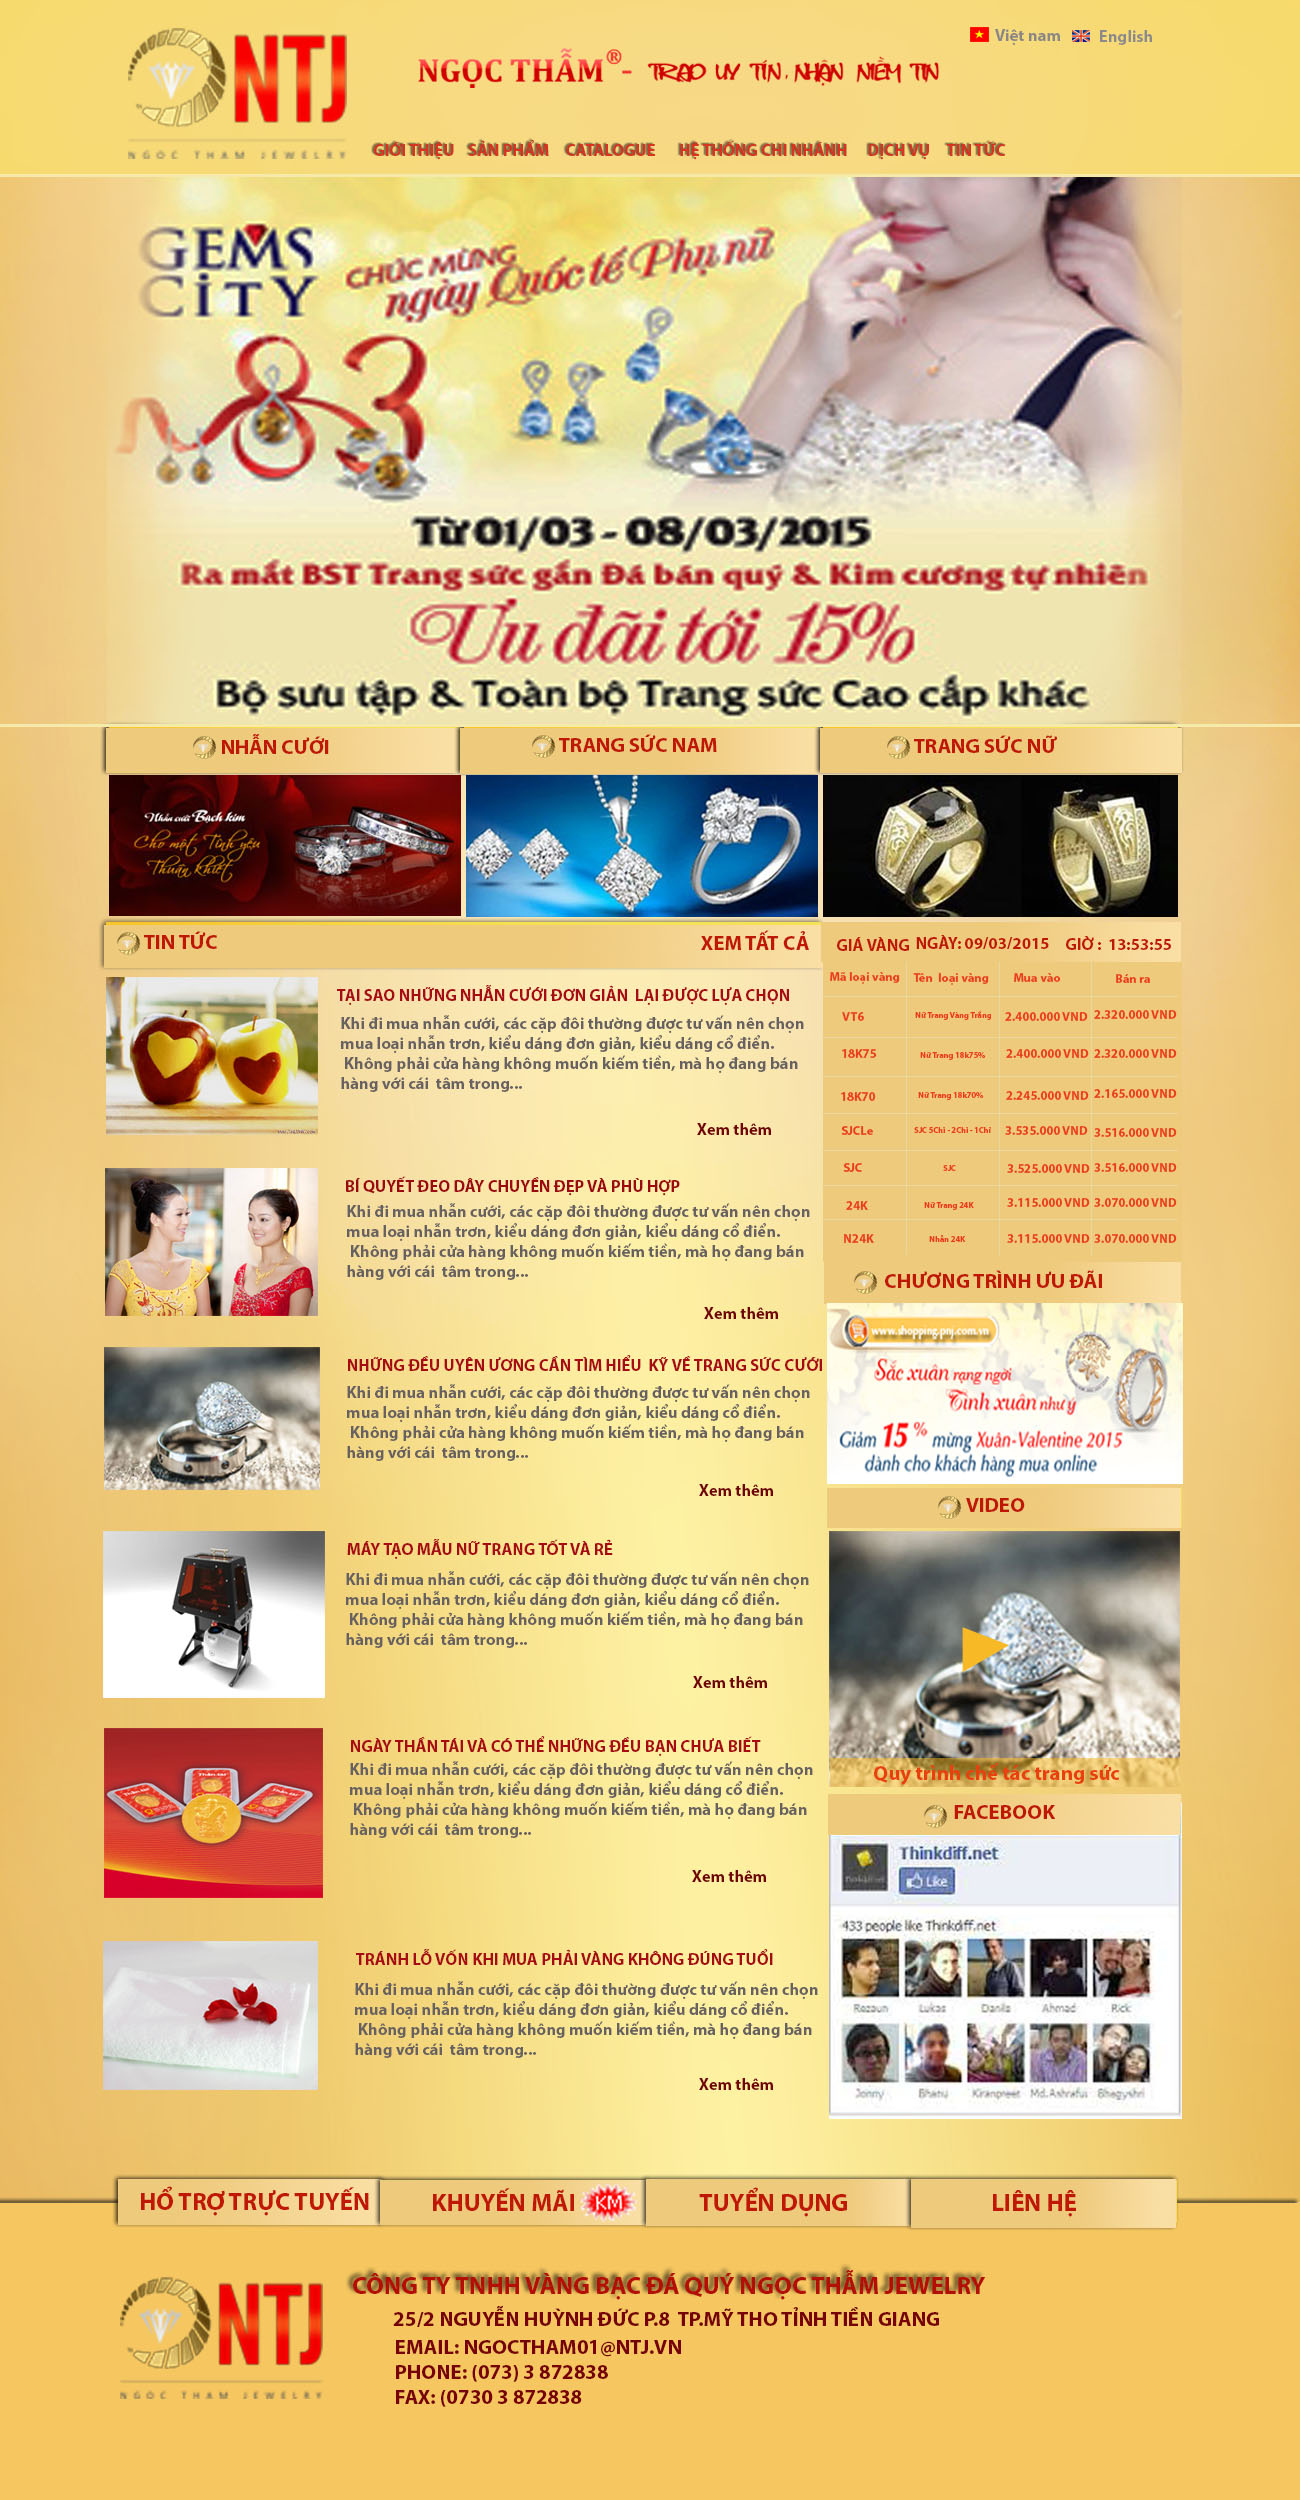 NTJ
NGOC THAM JEWELRY
Việt nam English
NGỌC THẪM®- TRAO UY TÍN, NHẬN NIỀM TIN
GIỚI THIỆU SẢN PHẨM CATALOGUE HỆ THỐNG CHI NHÁNH DỊCH VỤ TIN TỨC
GEMS
CITY
CHÚC MỪNG
ngày Quốc tế Phụ nữ
83
Từ 01/03 - 08/03/2015
Ra mắt BST Trang sức gắn Đá bán quý & Kim cương tự nhiên
Ưu đãi tới 15%
Bộ sưu tập & Toàn bộ Trang sức Cao cấp khác
NHẪN CƯỚI TRANG SỨC NAM TRANG SỨC NỮ
Nhẫn cưới Bạch kim
Cho một Tình yêu
Thuần khiết
TIN TỨC XEM TẤT CẢ
TẠI SAO NHỮNG NHẪN CƯỚI ĐƠN GIẢN LẠI ĐƯỢC LỰA CHỌN
Khi đi mua nhẫn cưới, các cặp đôi thường được tư vấn nên chọn
mua loại nhẫn trơn, kiểu dáng đơn giản, kiểu dáng cổ điển.
Không phải cửa hàng không muốn kiếm tiền, mà họ đang bán
hàng với cái tâm trong...
Xem thêm
BÍ QUYẾT ĐEO DÂY CHUYỀN ĐẸP VÀ PHÙ HỢP
Khi đi mua nhẫn cưới, các cặp đôi thường được tư vấn nên chọn
mua loại nhẫn trơn, kiểu dáng đơn giản, kiểu dáng cổ điển.
Không phải cửa hàng không muốn kiếm tiền, mà họ đang bán
hàng với cái tâm trong...
Xem thêm
NHỮNG ĐỀU UYÊN ƯƠNG CẦN TÌM HIỂU KỸ VỀ TRANG SỨC CƯỚI
Khi đi mua nhẫn cưới, các cặp đôi thường được tư vấn nên chọn
mua loại nhẫn trơn, kiểu dáng đơn giản, kiểu dáng cổ điển.
Không phải cửa hàng không muốn kiếm tiền, mà họ đang bán
hàng với cái tâm trong...
Xem thêm
MÁY TẠO MẪU NỮ TRANG TỐT VÀ RẺ
Khi đi mua nhẫn cưới, các cặp đôi thường được tư vấn nên chọn
mua loại nhẫn trơn, kiểu dáng đơn giản, kiểu dáng cổ điển.
Không phải cửa hàng không muốn kiếm tiền, mà họ đang bán
hàng với cái tâm trong...
Xem thêm
NGÀY THẦN TÁI VÀ CÓ THỂ NHỮNG ĐỀU BẠN CHƯA BIẾT
Khi đi mua nhẫn cưới, các cặp đôi thường được tư vấn nên chọn
mua loại nhẫn trơn, kiểu dáng đơn giản, kiểu dáng cổ điển.
Không phải cửa hàng không muốn kiếm tiền, mà họ đang bán
hàng với cái tâm trong...
Xem thêm
TRÁNH LỖ VỐN KHI MUA PHẢI VÀNG KHÔNG ĐÚNG TUỔI
Khi đi mua nhẫn cưới, các cặp đôi thường được tư vấn nên chọn
mua loại nhẫn trơn, kiểu dáng đơn giản, kiểu dáng cổ điển.
Không phải cửa hàng không muốn kiếm tiền, mà họ đang bán
hàng với cái tâm trong...
Xem thêm
GIÁ VÀNG NGÀY: 09/03/2015 GIỜ : 13:53:55
Mã loại vàng Tên loại vàng Mua vào Bán ra
VT6 Nữ Trang Vàng Trắng 2.400.000 VND 2.320.000 VND
18K75 Nữ Trang 18k75% 2.400.000 VND 2.320.000 VND
18K70 Nữ Trang 18k70% 2.245.000 VND 2.165.000 VND
SJCLe SJC 5Chỉ - 2Chỉ - 1Chỉ 3.535.000 VND 3.516.000 VND
SJC SJC 3.525.000 VND 3.516.000 VND
24K Nữ Trang 24K 3.115.000 VND 3.070.000 VND
N24K Nhẫn 24K 3.115.000 VND 3.070.000 VND
CHƯƠNG TRÌNH ƯU ĐÃI
www.shopping.pnj.com.vn
Sắc xuân rạng ngời
Tình xuân như ý
Giảm 15% mừng Xuân-Valentine 2015
dành cho khách hàng mua online
VIDEO
Quy trình chế tác trang sức
FACEBOOK
Thinkdiff.net
Like
433 people like Thinkdiff.net
Rezaun Lukas Danila Ahmad Rick
Jonny Bhanu Kiranpreet Md.Ashraful Bhagyshri
HỔ TRỢ TRỰC TUYẾN KHUYẾN MÃI KM TUYỂN DỤNG LIÊN HỆ
NTJ
NGOC THAM JEWELRY
CÔNG TY TNHH VÀNG BẠC ĐÁ QUÝ NGỌC THẪM JEWELRY
25/2 NGUYỄN HUỲNH ĐỨC P.8 TP.MỸ THO TỈNH TIỀN GIANG
EMAIL: NGOCTHAM01@NTJ.VN
PHONE: (073) 3 872838
FAX: (0730 3 872838